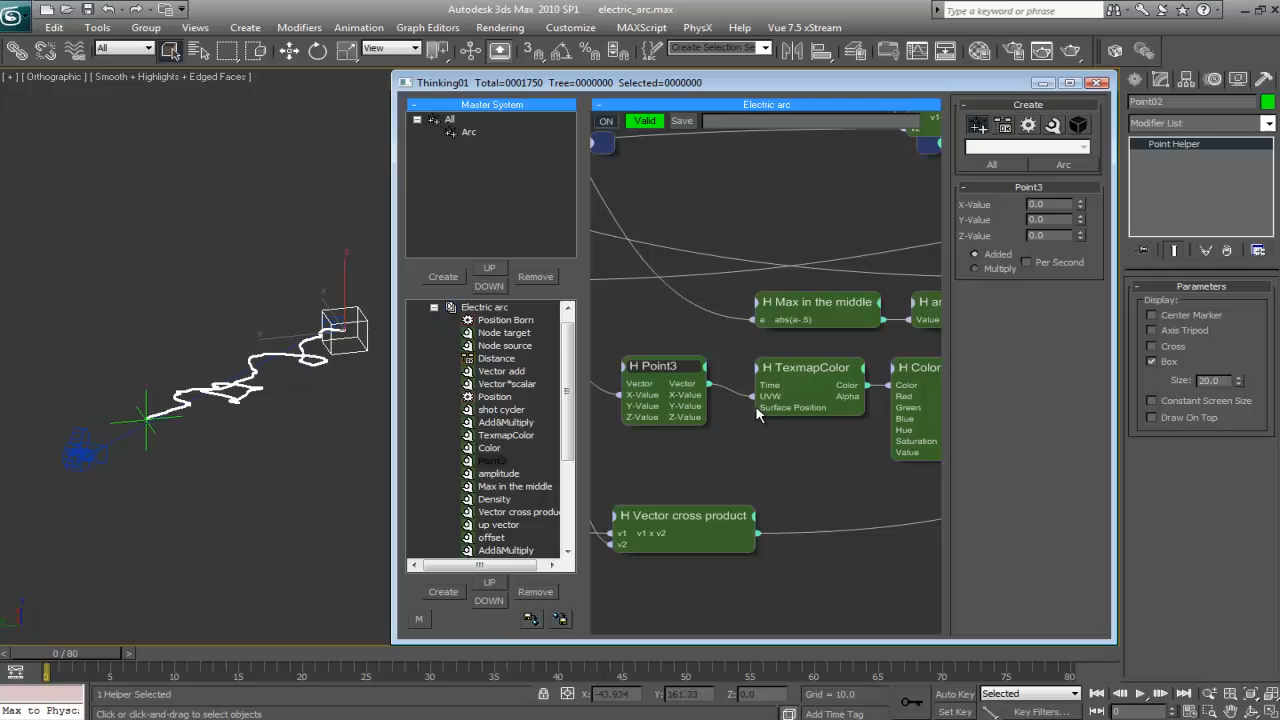 Autodesk 3ds Max 2010 SP1 electric_arc.max
Type a keyword or phrase
Edit Tools Group Views Create Modifiers Animation Graph Editors Rendering Customize MAXScript PhysX Help Vue 7.5 xStream
All View Create Selection Se
[ + ] [ Orthographic ] [ Smooth + Highlights + Edged Faces ]
Thinking01 Total=0001750 Tree=0000000 Selected=0000000
- Master System
- All
Arc
Create UP Remove
DOWN
- Electric arc
Position Born
Node target
Node source
Distance
Vector add
Vector*scalar
Position
shot cycler
Add&Multiply
TexmapColor
Color
Point3
amplitude
Max in the middle
Density
Vector cross produc
up vector
offset
Add&Multiply
Create UP Remove
DOWN
M
- Electric arc
ON Valid Save
v1-
H Max in the middle
a abs(a-.5)
H ar
Value
H Point3
Vector Vector
X-Value X-Value
Y-Value Y-Value
Z-Value Z-Value
H TexmapColor
Time Color
UVW Alpha
Surface Position
H Color
Color
Red
Green
Blue
Hue
Saturation
Value
H Vector cross product
v1 v1 x v2
v2
- Create
All Arc
- Point3
X-Value 0.0
Y-Value 0.0
Z-Value 0.0
Added
Multiply Per Second
Point02
Modifier List
Point Helper
- Parameters
Display:
Center Marker
Axis Tripod
Cross
Box
Size: 20.0
Constant Screen Size
Draw On Top
< 0 / 80 >
0 5 10 15 20 25 30 35 40 45 50 55 60 65 70 75 80
1 Helper Selected X: -43.934 Y: 161.33 Z: 0.0 Grid = 10.0 Auto Key Selected
Max to Physc: Click or click-and-drag to select objects Add Time Tag Set Key Key Filters... 0